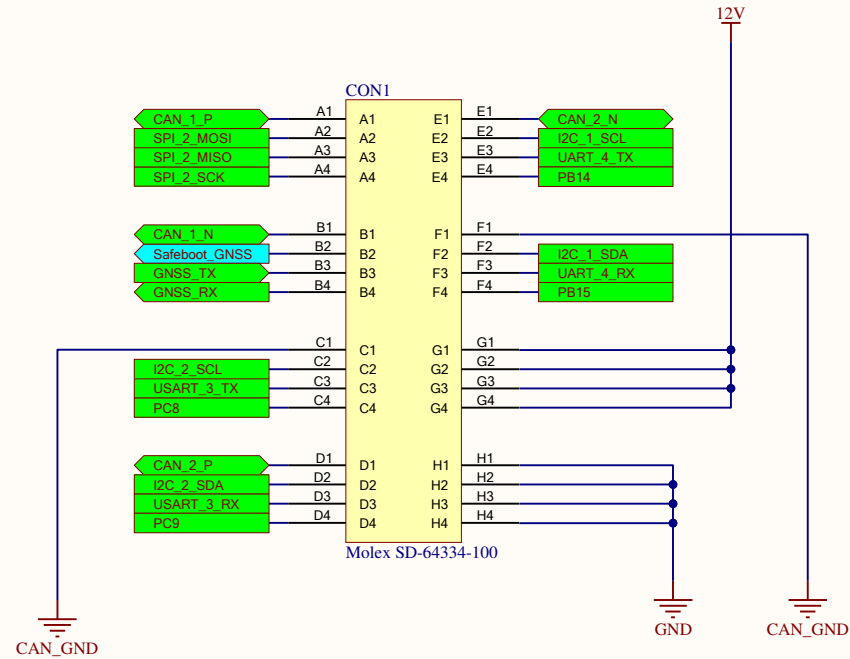 12V
CON1
CAN_1_P A1 A1 E1 E1 CAN_2_N
SPI_2_MOSI A2 A2 E2 E2 I2C_1_SCL
SPI_2_MISO A3 A3 E3 E3 UART_4_TX
SPI_2_SCK A4 A4 E4 E4 PB14
CAN_1_N B1 B1 F1 F1
Safeboot_GNSS B2 B2 F2 F2 I2C_1_SDA
GNSS_TX B3 B3 F3 F3 UART_4_RX
GNSS_RX B4 B4 F4 F4 PB15
C1 C1 G1 G1
I2C_2_SCL C2 C2 G2 G2
USART_3_TX C3 C3 G3 G3
PC8 C4 C4 G4 G4
CAN_2_P D1 D1 H1 H1
I2C_2_SDA D2 D2 H2 H2
USART_3_RX D3 D3 H3 H3
PC9 D4 D4 H4 H4
Molex SD-64334-100
CAN_GND GND CAN_GND